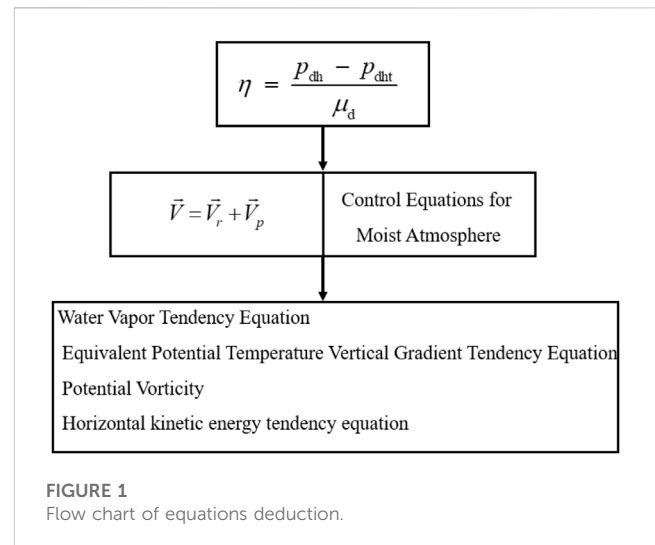 η = (p_dh − p_dht) / μ_d
V⃗ = V⃗_r + V⃗_p
Control Equations for
Moist Atmosphere
Water Vapor Tendency Equation
Equivalent Potential Temperature Vertical Gradient Tendency Equation
Potential Vorticity
Horizontal kinetic energy tendency equation
FIGURE 1
Flow chart of equations deduction.